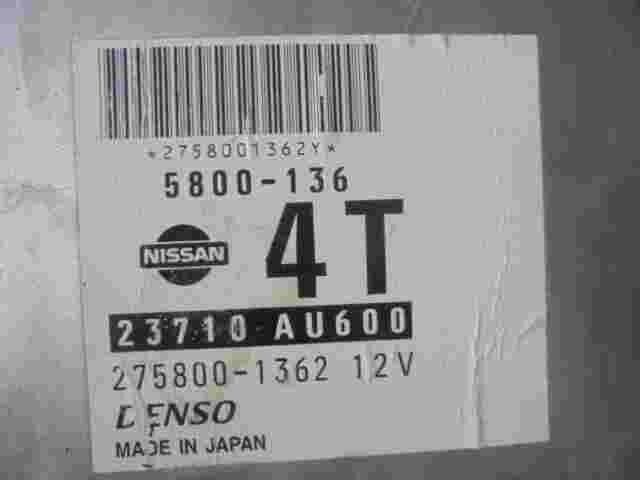 *2758001362Y*
5800-136
NISSAN
4T
23710 AU600
275800-1362 12V
DENSO
MADE IN JAPAN